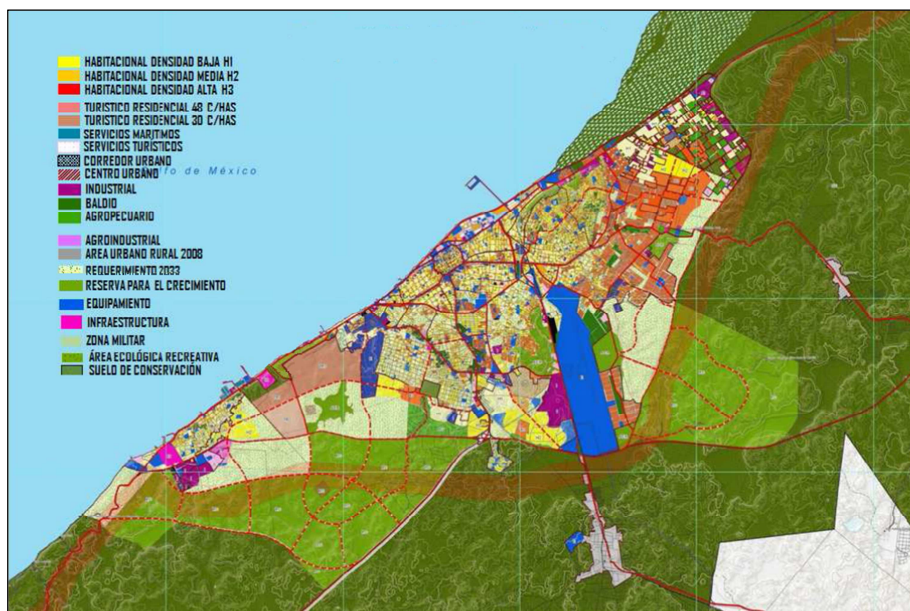 HABITACIONAL DENSIDAD BAJA H1
HABITACIONAL DENSIDAD MEDIA H2
HABITACIONAL DENSIDAD ALTA H3
TURISTICO RESIDENCIAL 48 C/HAS
TURISTICO RESIDENCIAL 30 C/HAS
SERVICIOS MARITIMOS
SERVICIOS TURÍSTICOS
CORREDOR URBANO
CENTRO URBANO
lfo de México
INDUSTRIAL
BALDIO
AGROPECUARIO
AGROINDUSTRIAL
AREA URBANO RURAL 2008
REQUERIMIENTO 2033
RESERVA PARA EL CRECIMIENTO
EQUIPAMIENTO
INFRAESTRUCTURA
ZONA MILITAR
ÁREA ECOLÓGICA RECREATIVA
SUELO DE CONSERVACIÓN